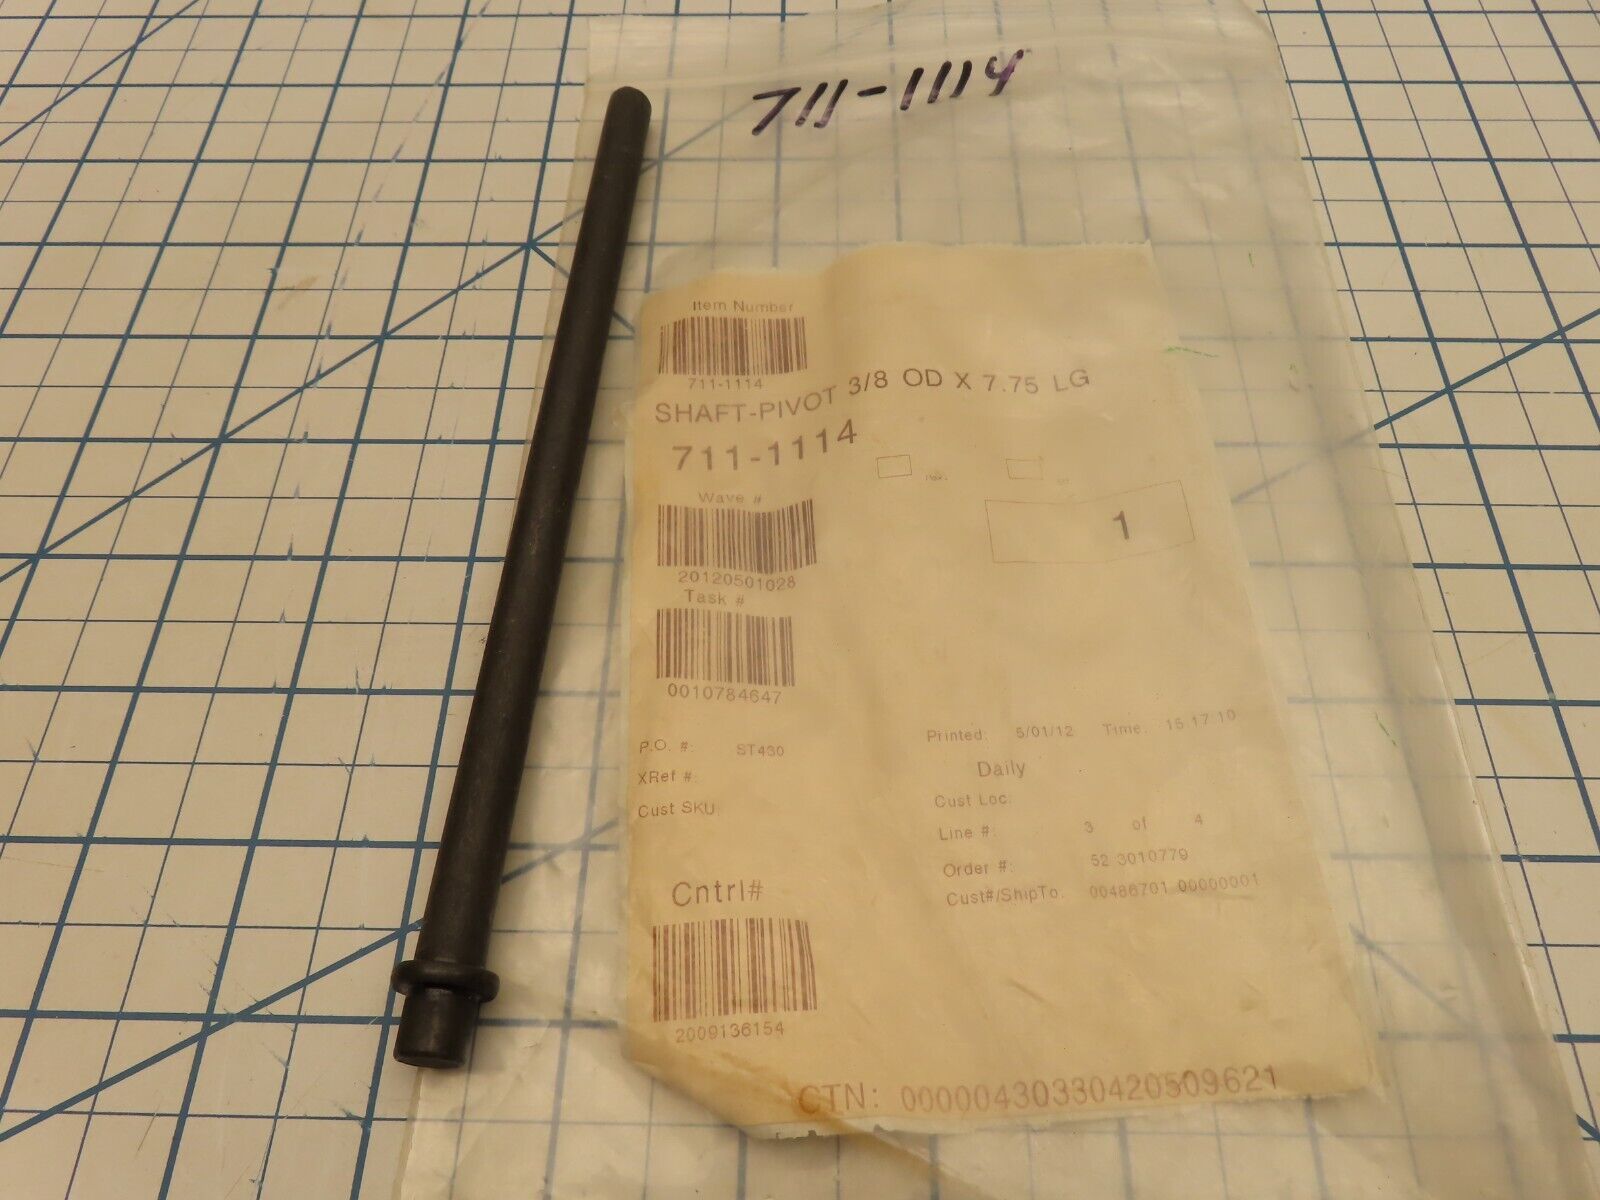 711-1114
Item Number
711-1114
SHAFT-PIVOT 3/8 OD X 7.75 LG
711-1114
1
Wave #
20120501028
Task #
0010784647
P.O. #: ST430
XRef #:
Cust SKU
Printed: 5/01/12 Time: 15 17 10
Daily
Cust Loc:
Line #: 3 of 4
Order #: 52 3010779
Cust#/ShipTo. 00486701 00000001
Cntrl#
2009136154
CTN: 00000430330420509621